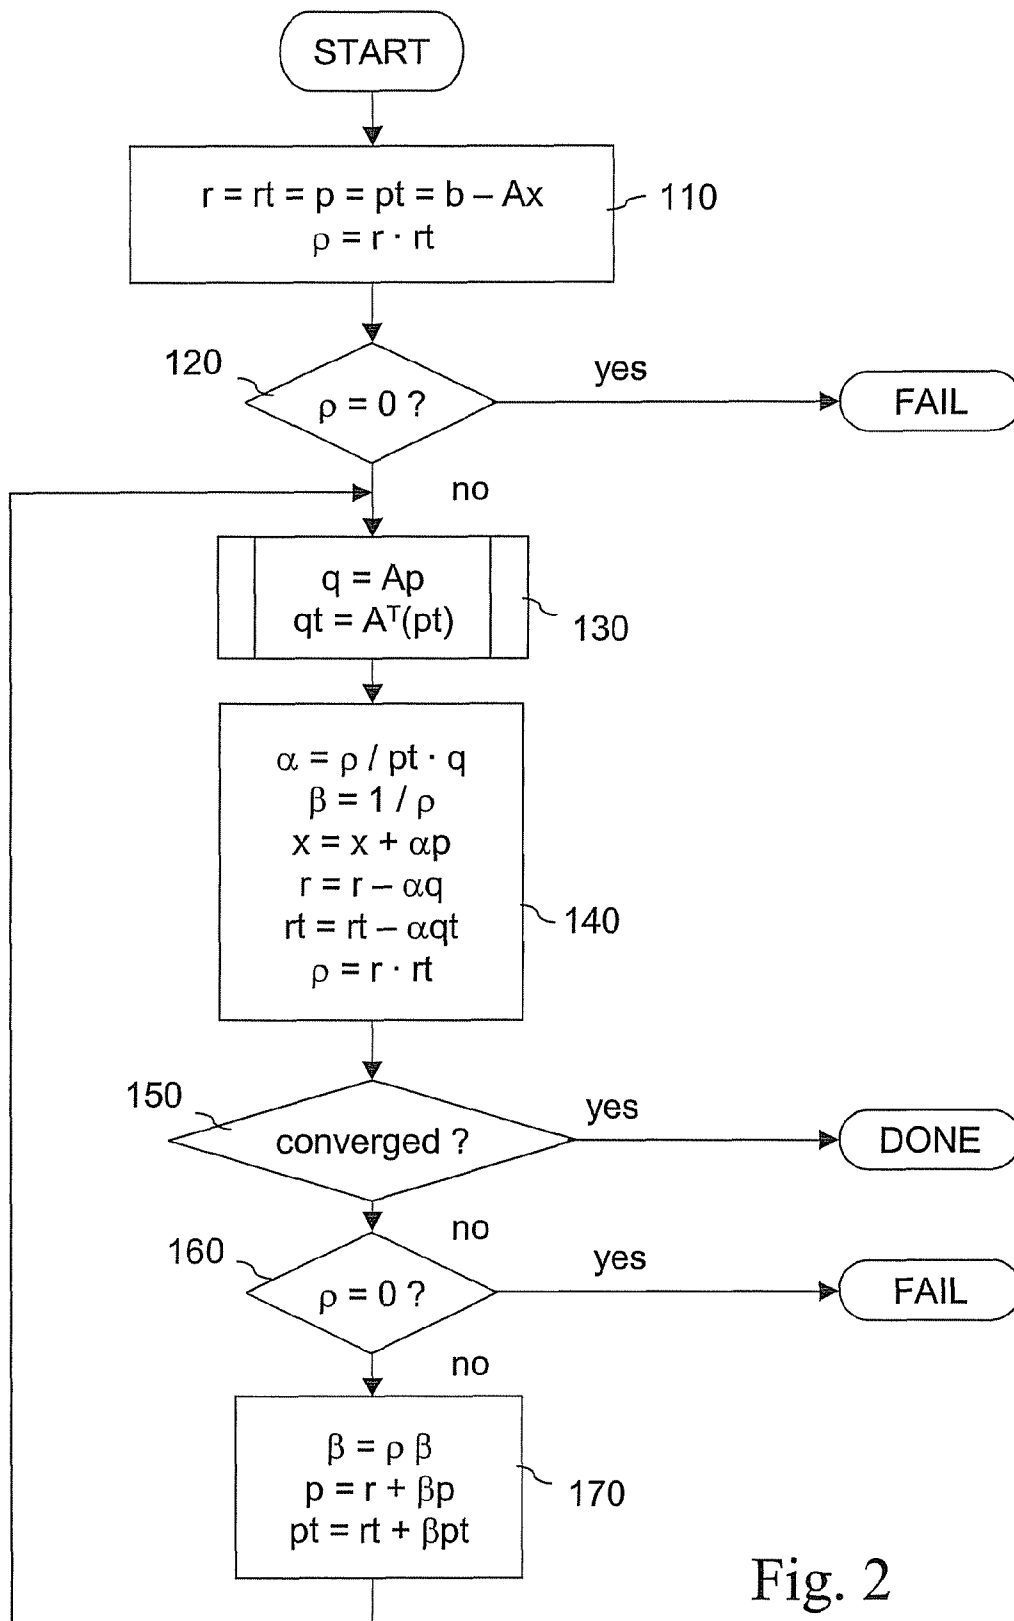 START
r = rt = p = pt = b – Ax
ρ = r · rt
110
120
ρ = 0 ?
yes
FAIL
no
q = Ap
qt = Aᵀ(pt)
130
α = ρ / pt · q
β = 1 / ρ
x = x + αp
r = r – αq
rt = rt – αqt
ρ = r · rt
140
150
converged ?
yes
DONE
no
160
ρ = 0 ?
yes
FAIL
no
β = ρ β
p = r + βp
pt = rt + βpt
170
Fig. 2